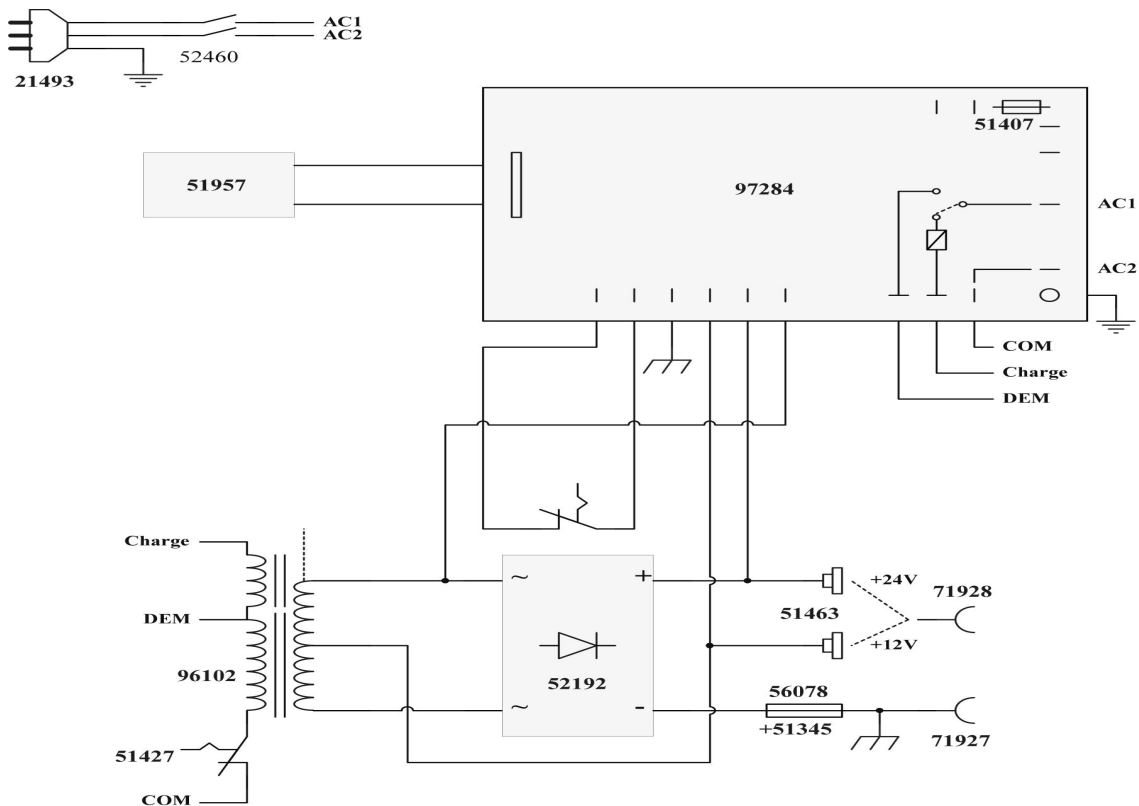 AC1
AC2
52460
21493
51407
51957
97284
AC1
AC2
COM
Charge
DEM
Charge
~
+
+24V
71928
51463
DEM
+12V
96102
52192
56078
~
-
+51345
71927
51427
COM